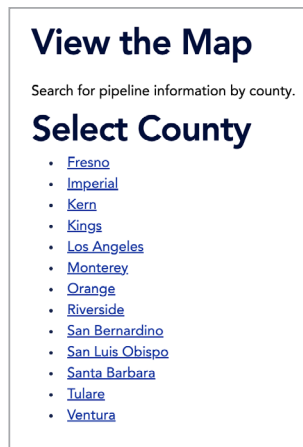 View the Map
Search for pipeline information by county.
Select County
• Fresno
• Imperial
• Kern
• Kings
• Los Angeles
• Monterey
• Orange
• Riverside
• San Bernardino
• San Luis Obispo
• Santa Barbara
• Tulare
• Ventura